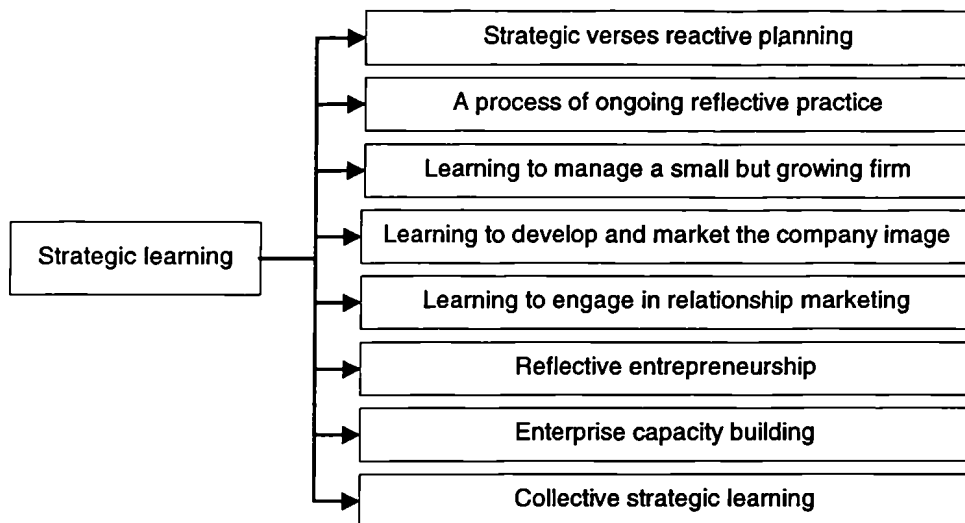 Strategic verses reactive planning
A process of ongoing reflective practice
Learning to manage a small but growing firm
Learning to develop and market the company image
Strategic learning
Learning to engage in relationship marketing
Reflective entrepreneurship
Enterprise capacity building
Collective strategic learning